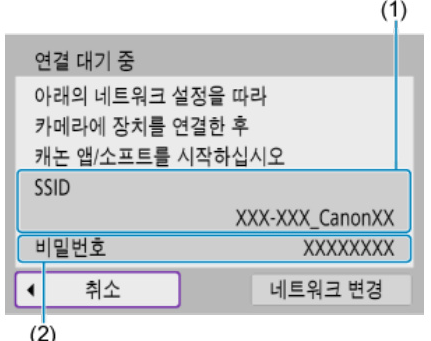 (1)
연결 대기 중
아래의 네트워크 설정을 따라
카메라에 장치를 연결한 후
캐논 앱/소프트를 시작하십시오
SSID
XXX-XXX_CanonXX
비밀번호 XXXXXXXX
취소 네트워크 변경
(2)